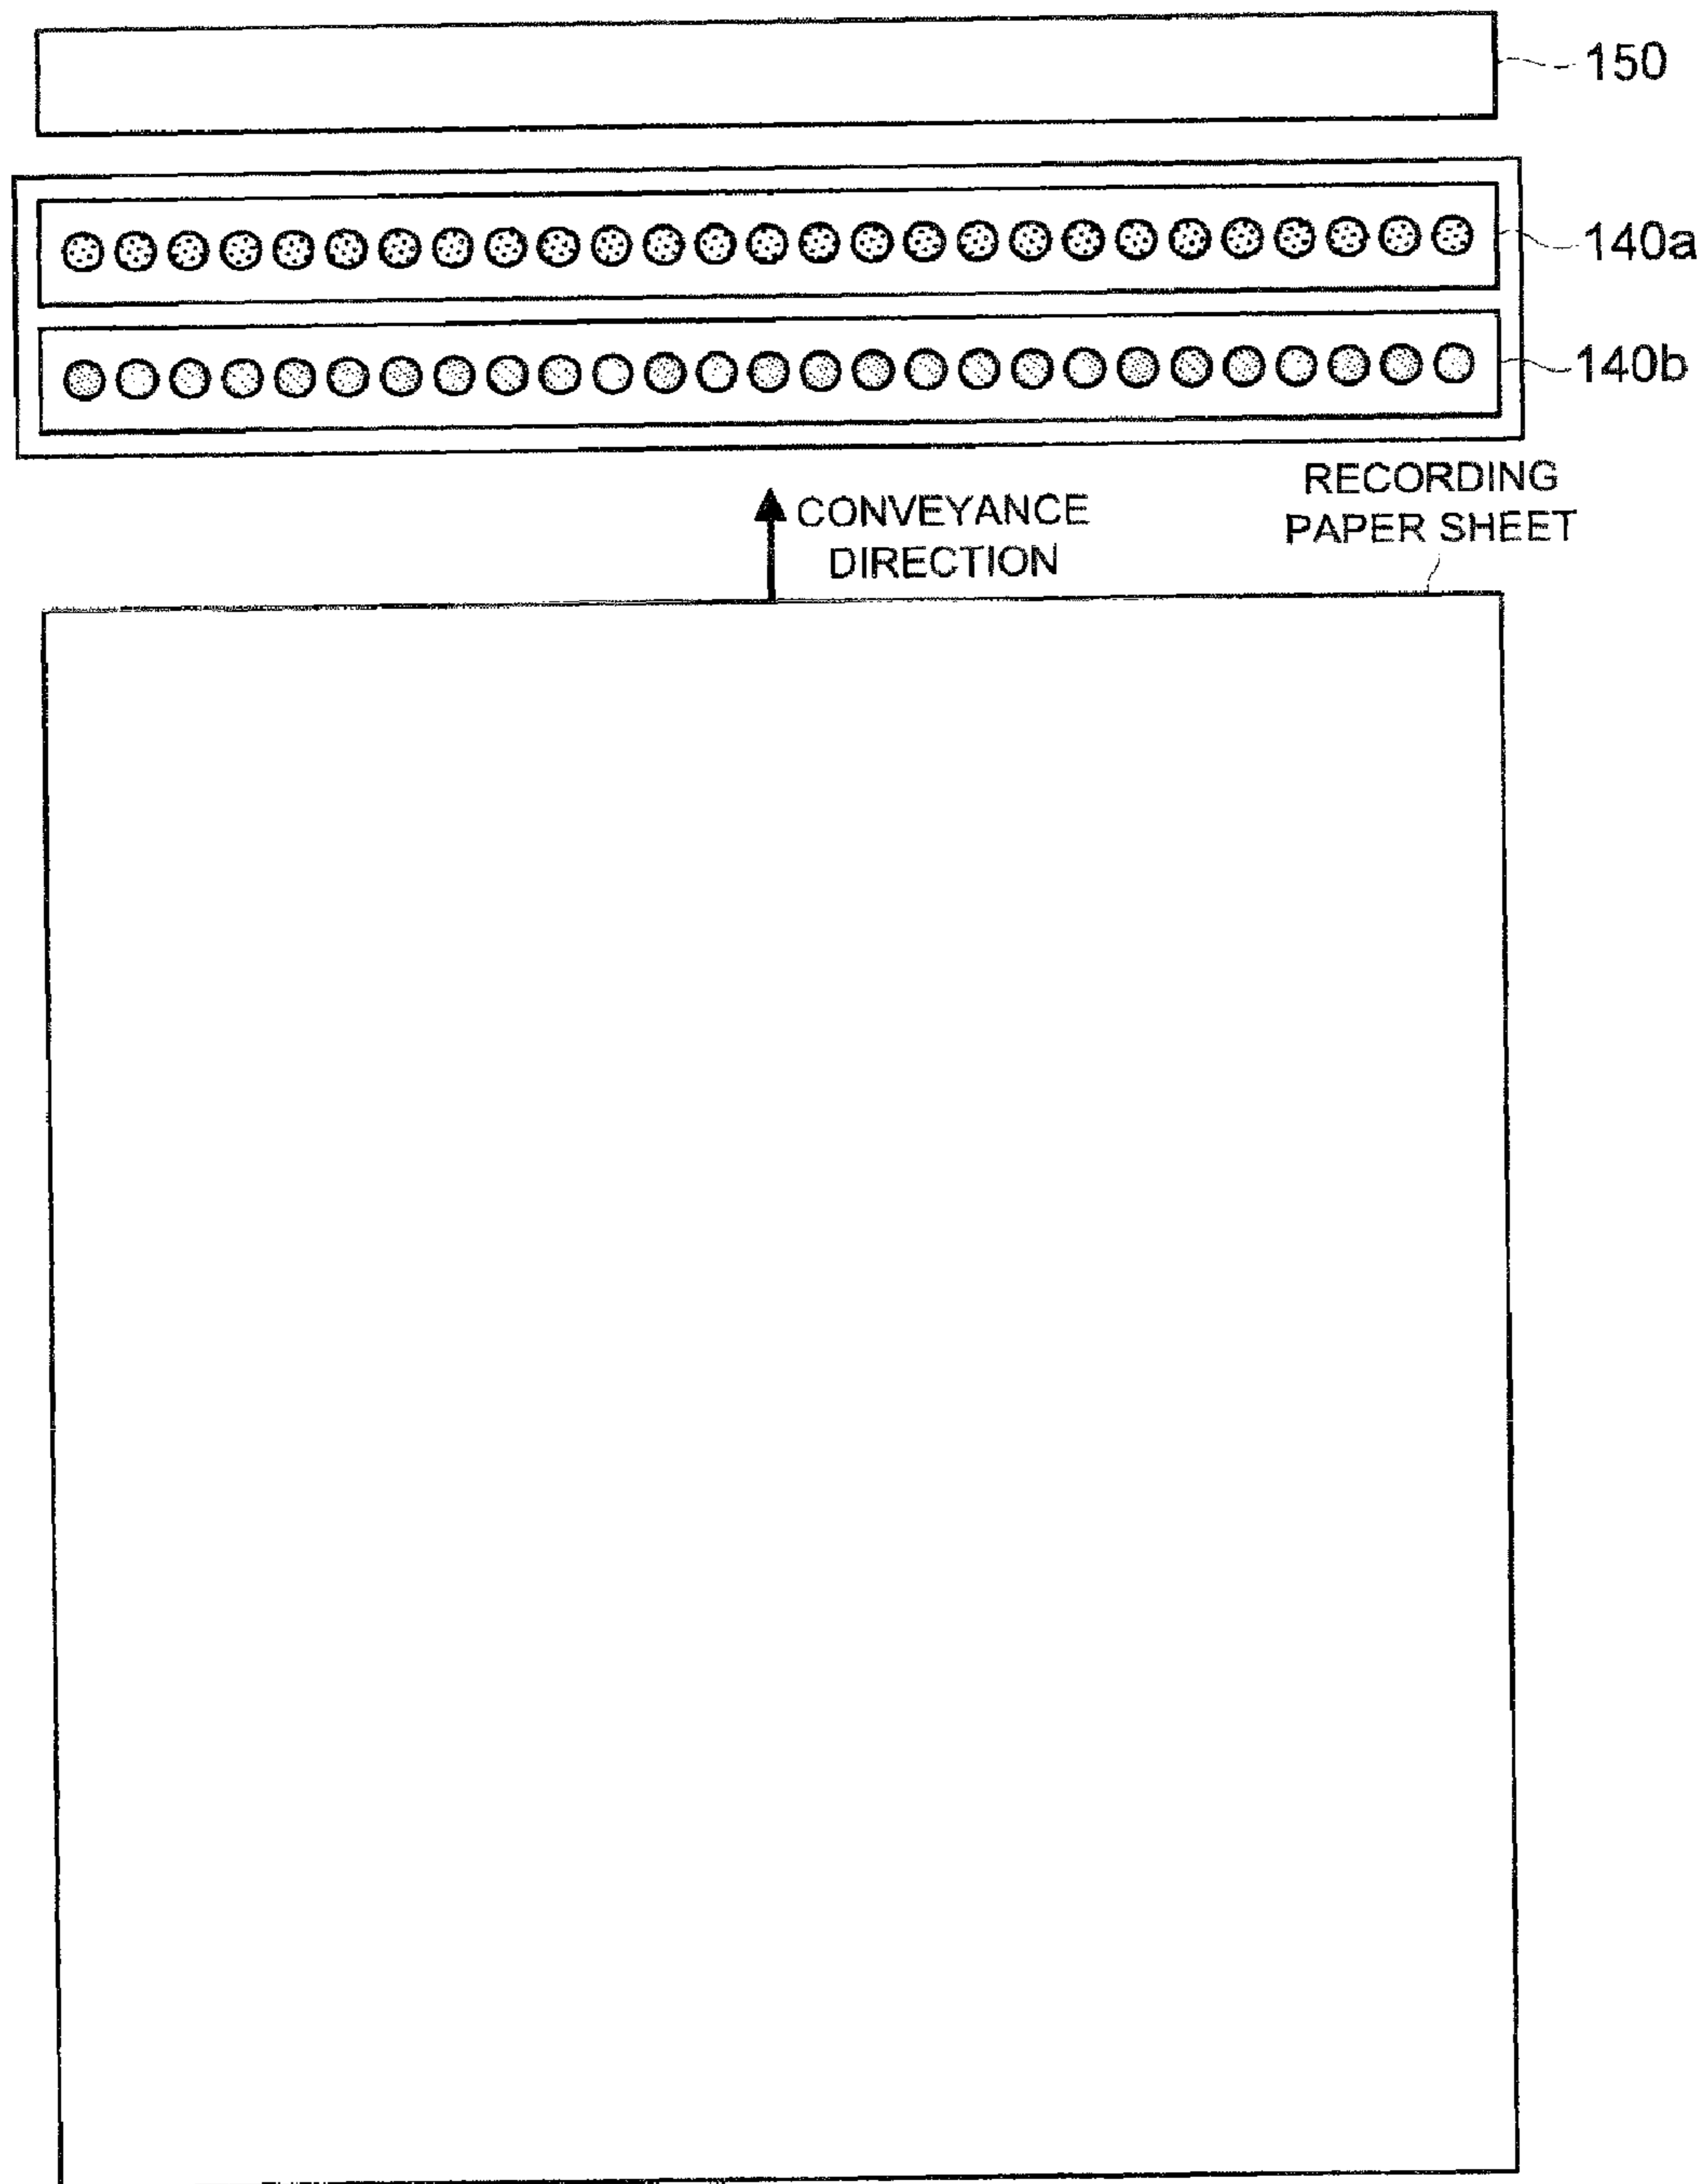 150
140a
140b
RECORDING
PAPER SHEET
CONVEYANCE
DIRECTION